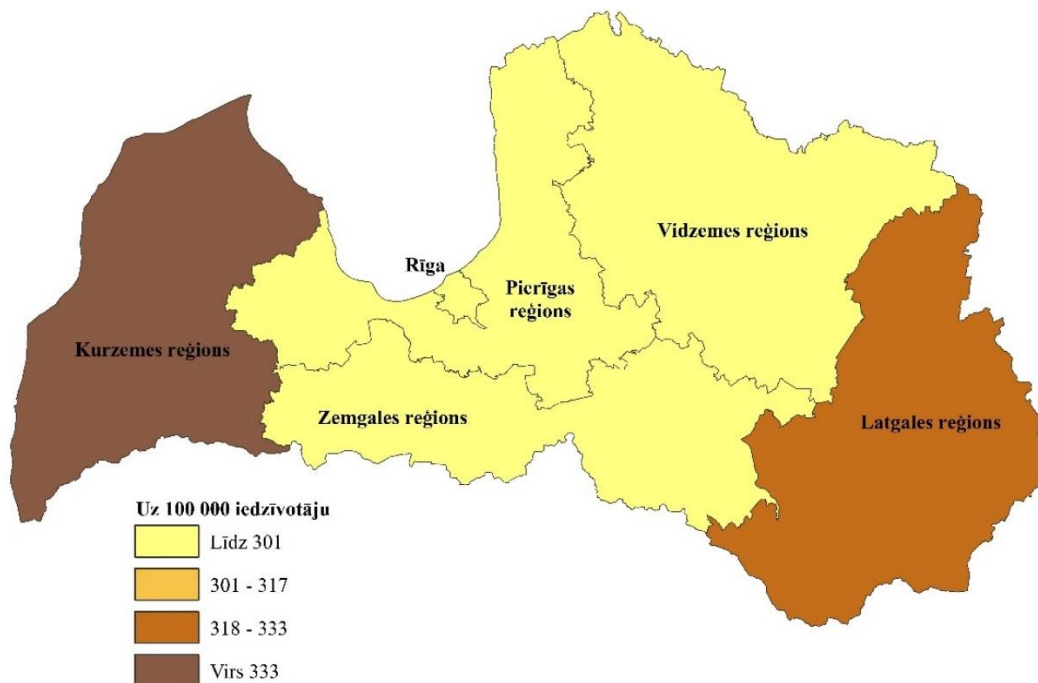 Vidzemes reģions
Rīga
Pierīgas
reģions
Kurzemes reģions
Zemgales reģions
Latgales reģions
Uz 100 000 iedzīvotāju
Līdz 301
301 - 317
318 - 333
Virs 333